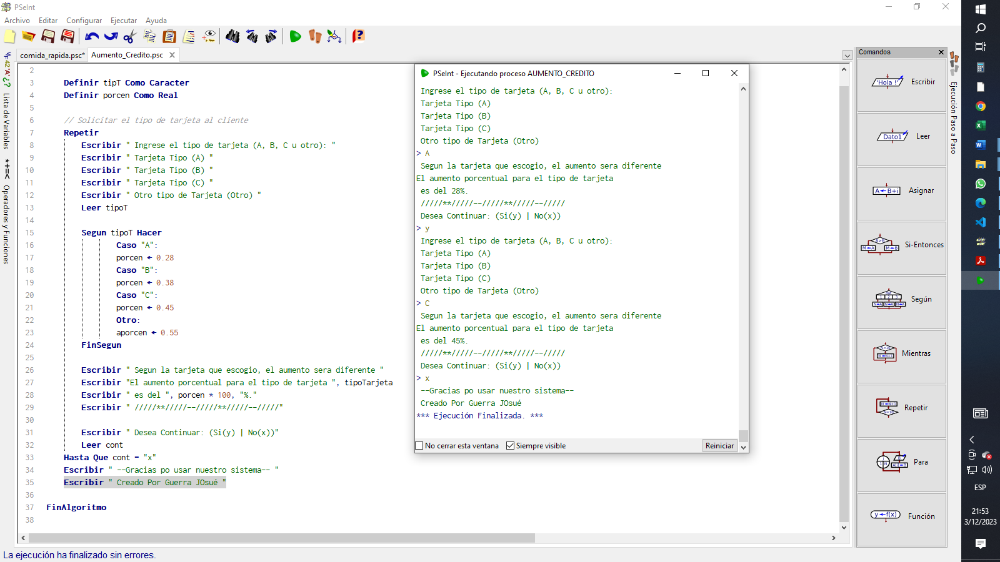 PSeInt
Archivo Editar Configurar Ejecutar Ayuda
comida_rapida.psc* Aumento_Credito.psc
Lista de Variables
*+=< Operadores y Funciones
2
3 Definir tipT Como Caracter
4 Definir porcen Como Real
5
6 // Solicitar el tipo de tarjeta al cliente
7 Repetir
8 Escribir " Ingrese el tipo de tarjeta (A, B, C u otro): "
9 Escribir " Tarjeta Tipo (A) "
10 Escribir " Tarjeta Tipo (B) "
11 Escribir " Tarjeta Tipo (C) "
12 Escribir " Otro tipo de Tarjeta (Otro) "
13 Leer tipoT
14
15 Segun tipoT Hacer
16 Caso "A":
17 porcen ← 0.28
18 Caso "B":
19 porcen ← 0.38
20 Caso "C":
21 porcen ← 0.45
22 Otro:
23 aporcen ← 0.55
24 FinSegun
25
26 Escribir " Segun la tarjeta que escogio, el aumento sera diferente "
27 Escribir "El aumento porcentual para el tipo de tarjeta ", tipoTarjeta
28 Escribir " es del ", porcen * 100, "%."
29 Escribir " /////**/////--/////**/////--/////"
30
31 Escribir " Desea Continuar: (Si(y) | No(x))"
32 Leer cont
33 Hasta Que cont = "x"
34 Escribir " --Gracias po usar nuestro sistema-- "
35 Escribir " Creado Por Guerra JOsué "
36
37 FinAlgoritmo
38
PSeInt - Ejecutando proceso AUMENTO_CREDITO
Ingrese el tipo de tarjeta (A, B, C u otro):
Tarjeta Tipo (A)
Tarjeta Tipo (B)
Tarjeta Tipo (C)
Otro tipo de Tarjeta (Otro)
> A
Segun la tarjeta que escogio, el aumento sera diferente
El aumento porcentual para el tipo de tarjeta
es del 28%.
/////**/////--/////**/////--/////
Desea Continuar: (Si(y) | No(x))
> y
Ingrese el tipo de tarjeta (A, B, C u otro):
Tarjeta Tipo (A)
Tarjeta Tipo (B)
Tarjeta Tipo (C)
Otro tipo de Tarjeta (Otro)
> C
Segun la tarjeta que escogio, el aumento sera diferente
El aumento porcentual para el tipo de tarjeta
es del 45%.
/////**/////--/////**/////--/////
Desea Continuar: (Si(y) | No(x))
> x
--Gracias po usar nuestro sistema--
Creado Por Guerra JOsué
*** Ejecución Finalizada. ***
No cerrar esta ventana Siempre visible Reiniciar
Comandos
'Hola !' Escribir
Dato1 Leer
A←B+i Asignar
A>B M←A M←B Si-Entonces
Según
Mientras
Repetir
Para
y←f(x) Función
Ejecución Paso a Paso
ESP
21:53
3/12/2023
La ejecución ha finalizado sin errores.